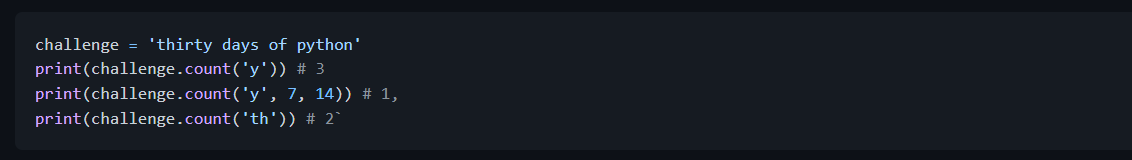 challenge = 'thirty days of python'
print(challenge.count('y')) # 3
print(challenge.count('y', 7, 14)) # 1,
print(challenge.count('th')) # 2`